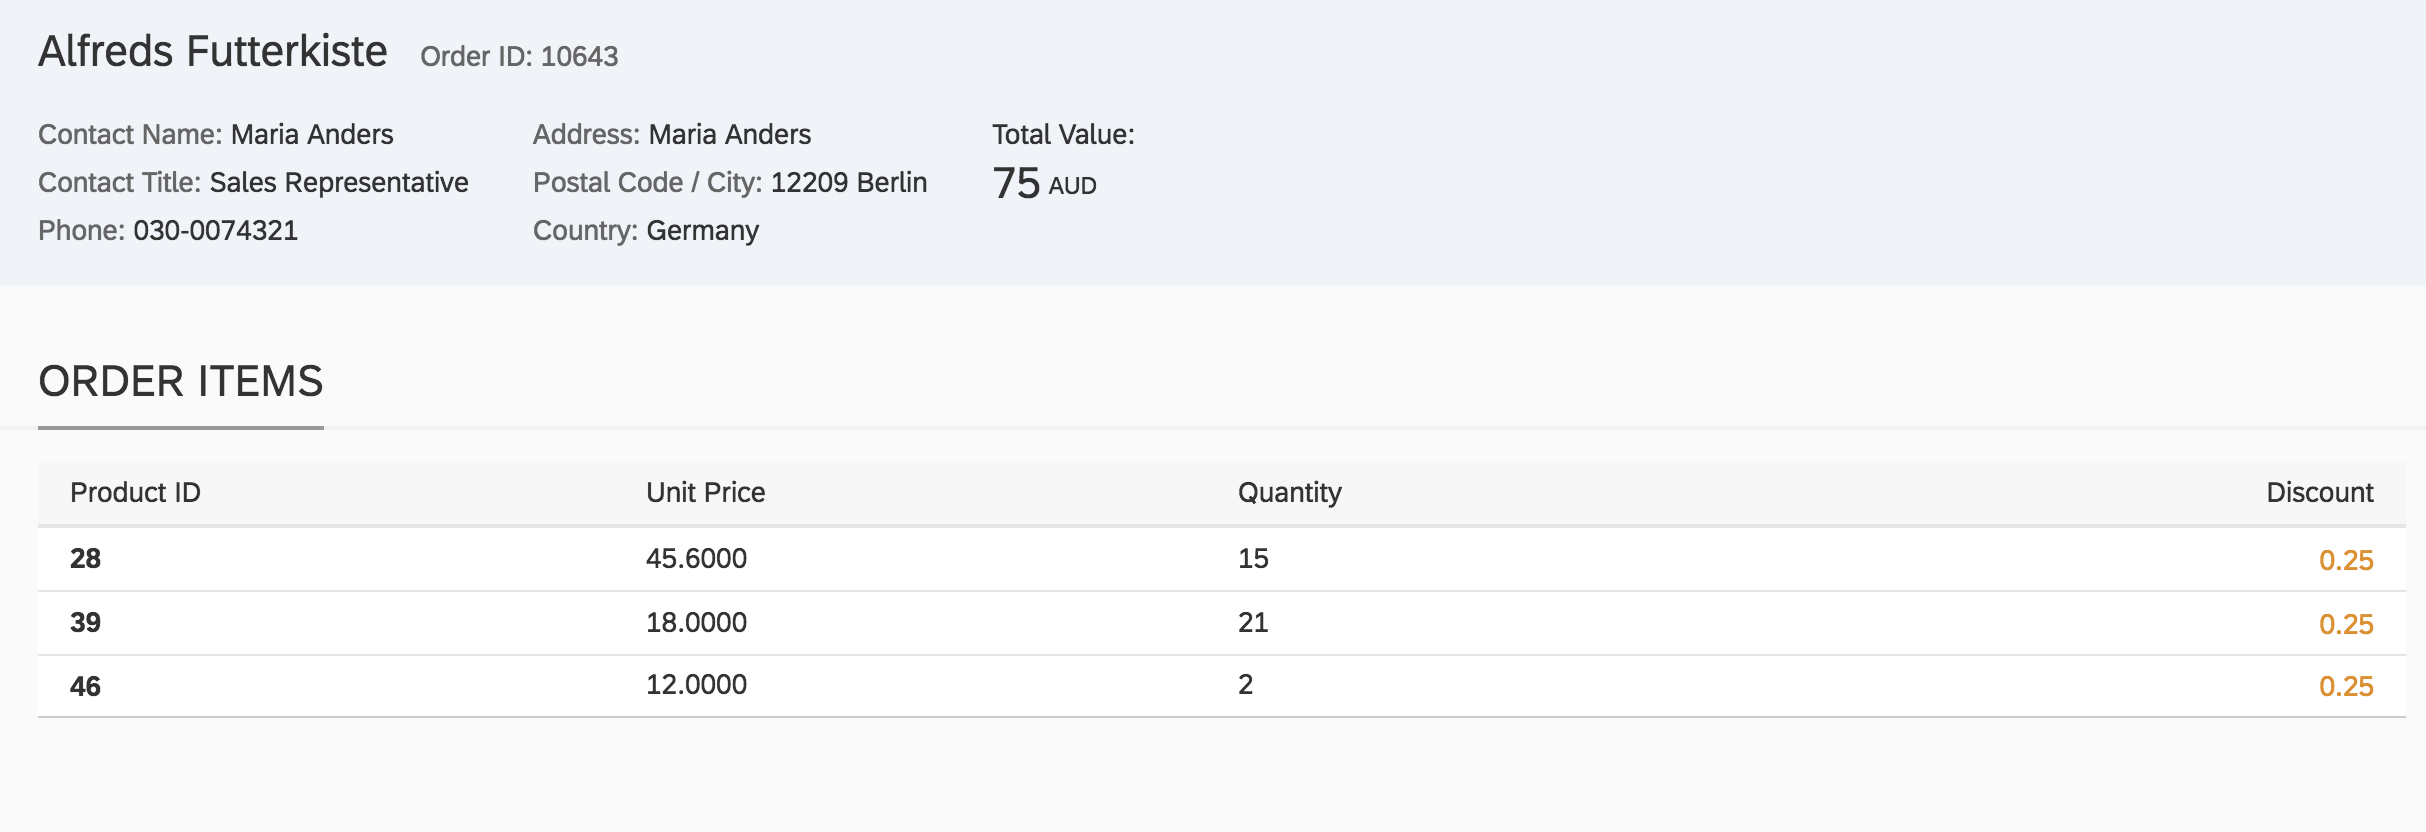 Alfreds Futterkiste Order ID: 10643
Contact Name: Maria Anders Address: Maria Anders Total Value:
Contact Title: Sales Representative Postal Code / City: 12209 Berlin 75 AUD
Phone: 030-0074321 Country: Germany
ORDER ITEMS
Product ID Unit Price Quantity Discount
28 45.6000 15 0.25
39 18.0000 21 0.25
46 12.0000 2 0.25